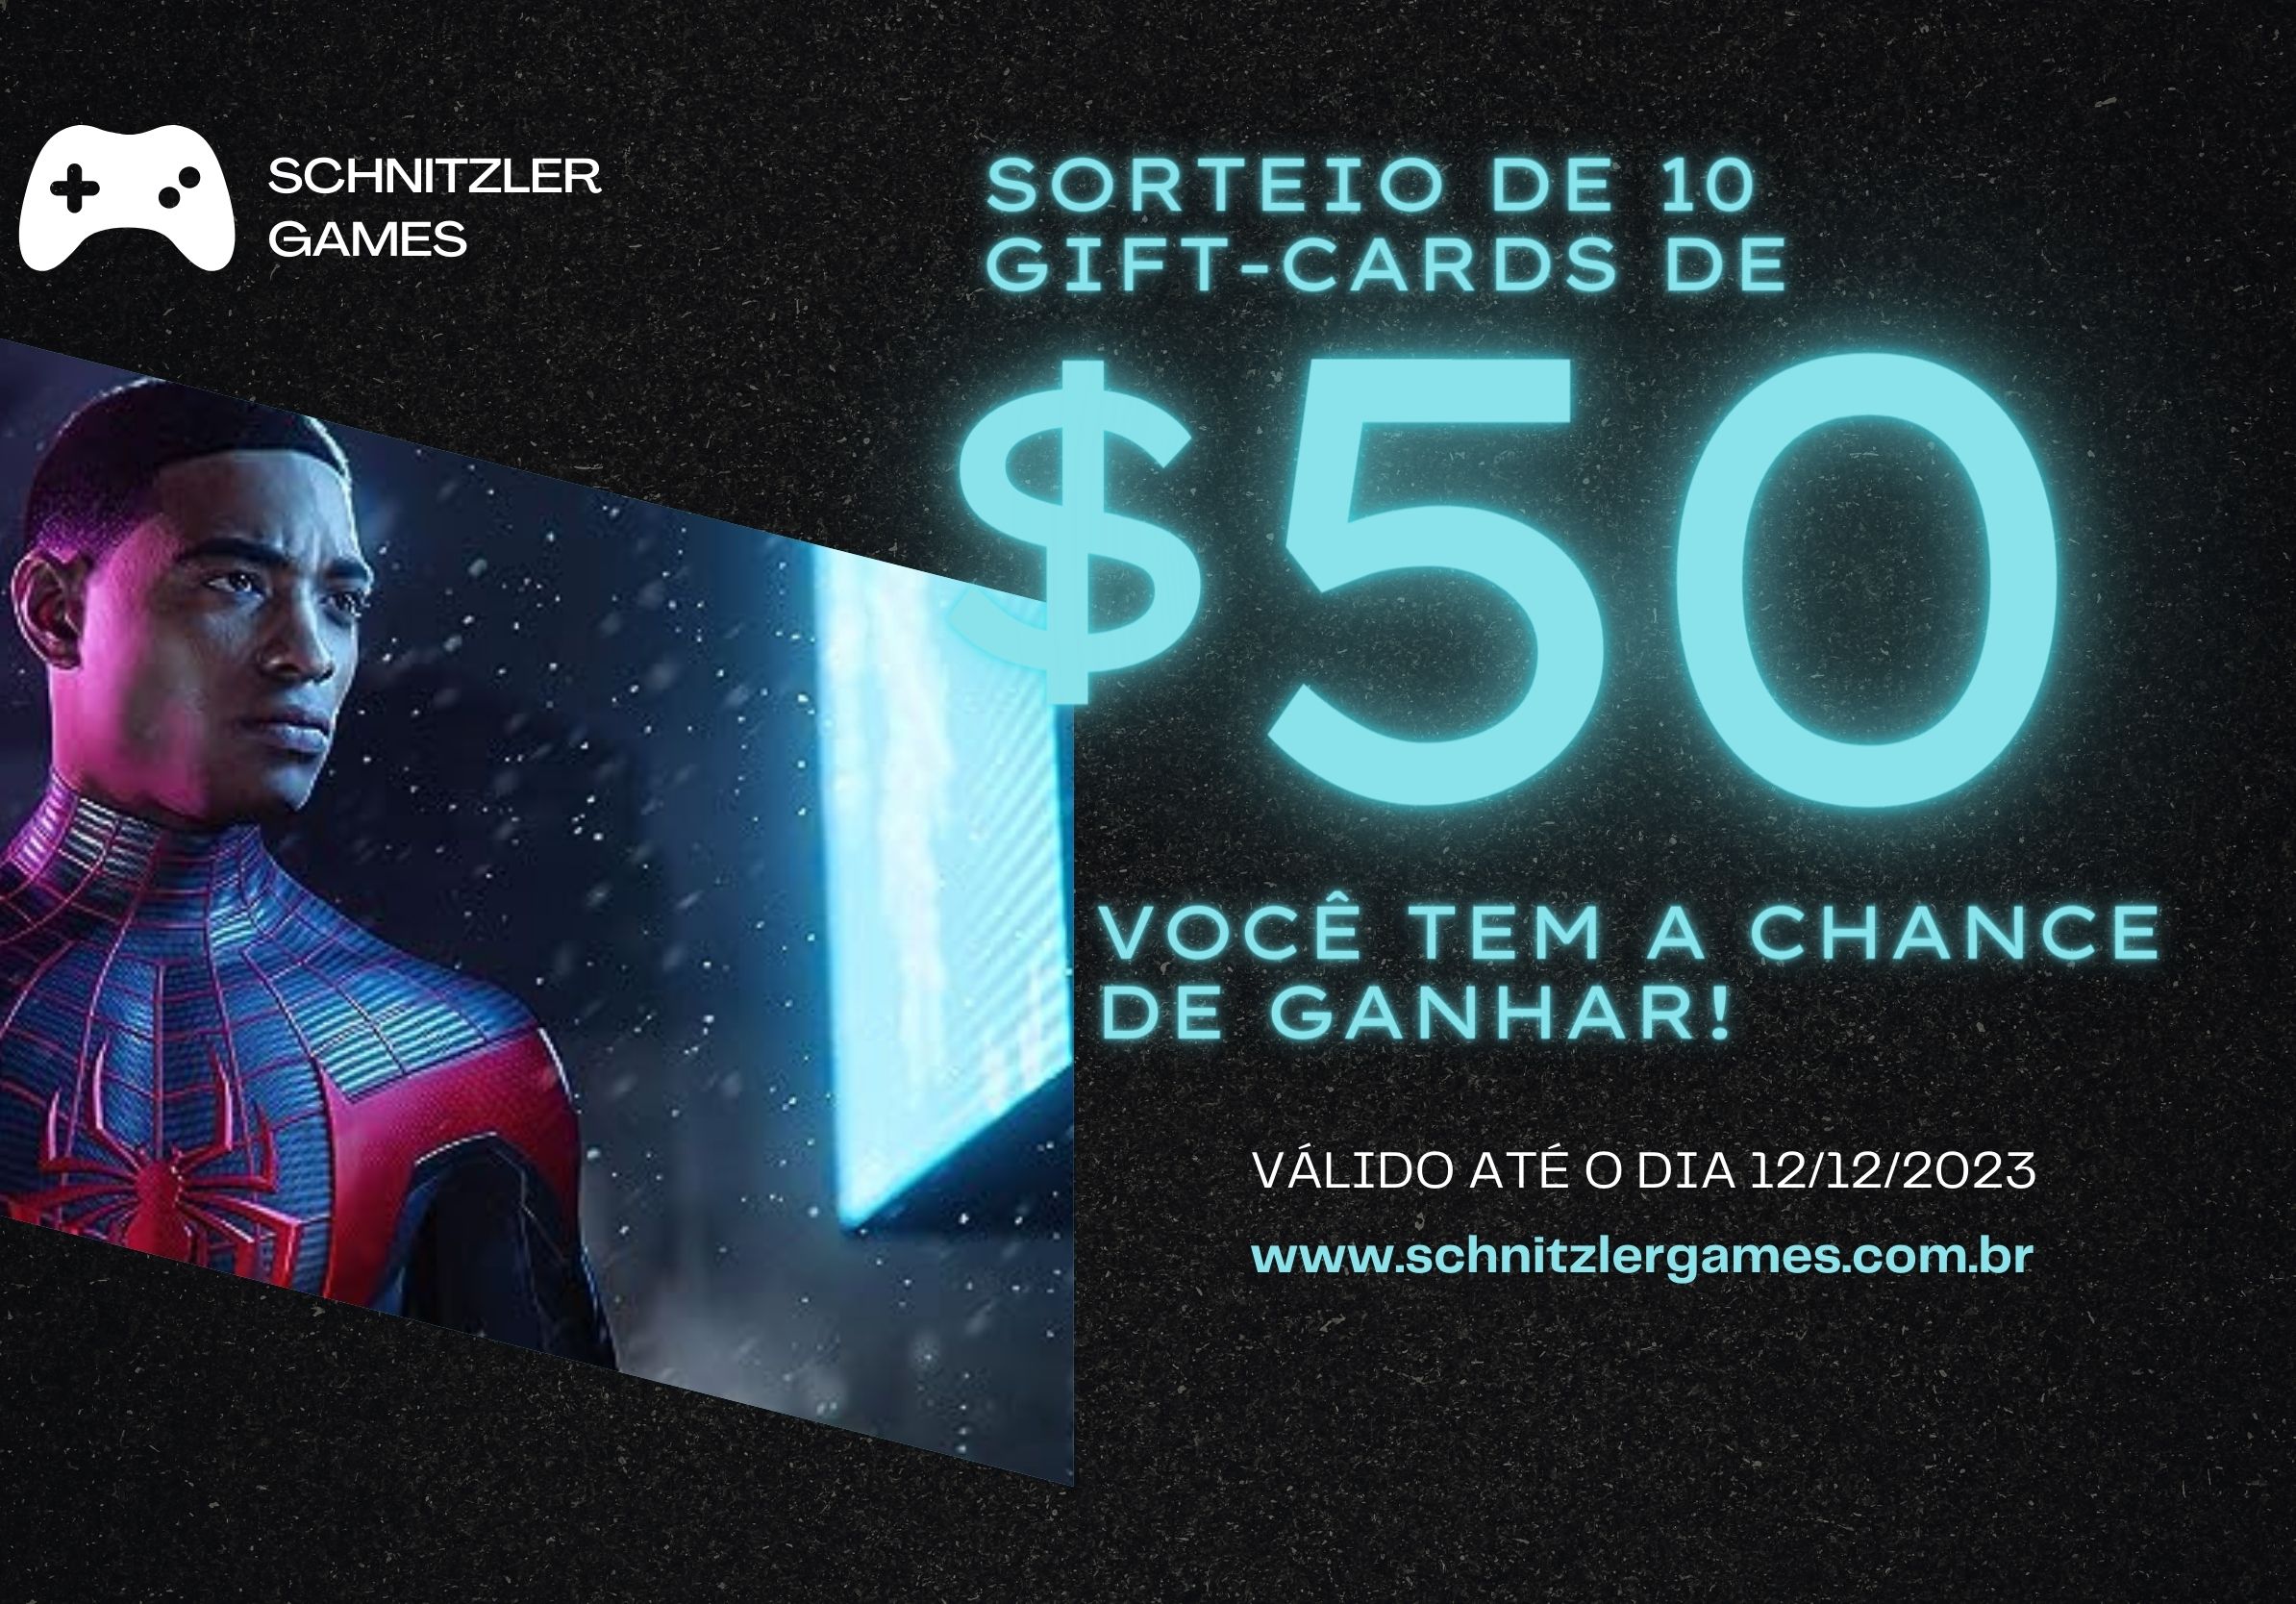 SCHNITZLER
GAMES
SORTEIO DE 10
GIFT-CARDS DE
$50
VOCÊ TEM A CHANCE
DE GANHAR!
VÁLIDO ATÉ O DIA 12/12/2023
www.schnitzlergames.com.br